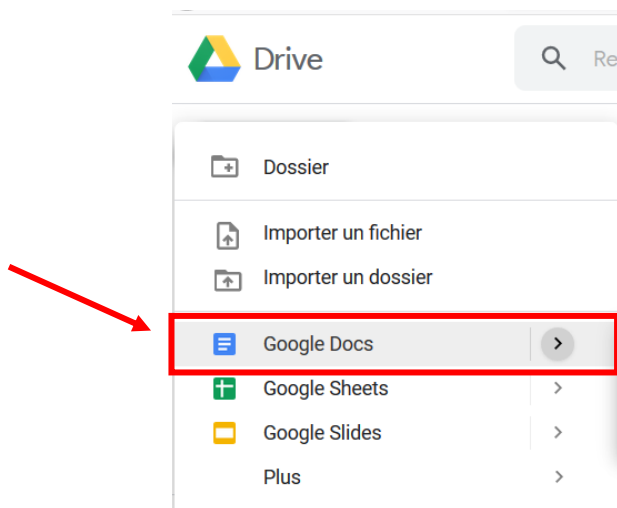 Drive
Re
Dossier
Importer un fichier
Importer un dossier
Google Docs
Google Sheets
Google Slides
Plus